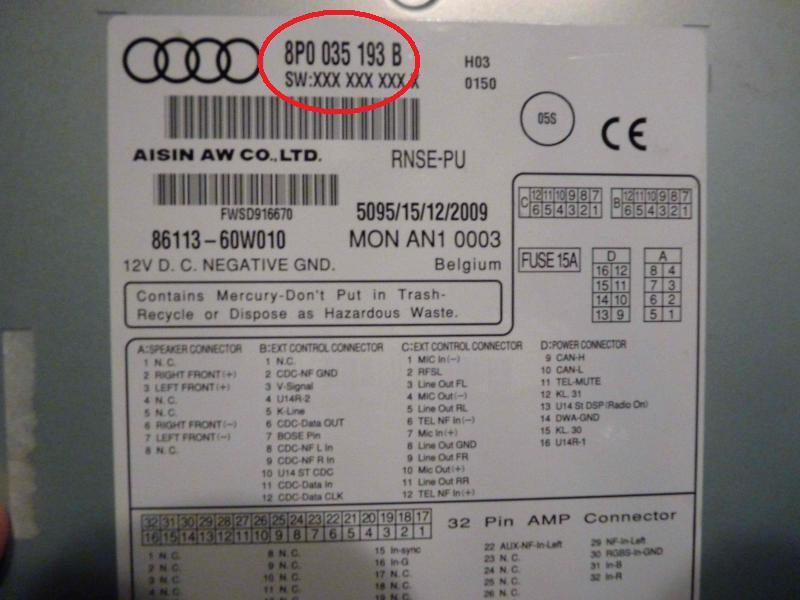 8P0 035 193 B
SW:XXX XXX XXX X
H03
0150
05S
CE
AISIN AW CO.,LTD.
RNSE-PU
FWSD916670
5095/15/12/2009
86113-60W010
MON AN1 0003
12V D. C. NEGATIVE GND.
Belgium
C 12 11 10 9 8 7
6 5 4 3 2 1
B 12 11 10 9 8 7
6 5 4 3 2 1
FUSE 15A
D
16 12
15 11
14 10
13 9
A
8 4
7 3
6 2
5 1
Contains Mercury-Don't Put in Trash-
Recycle or Dispose as Hazardous Waste.
A:SPEAKER CONNECTOR
1 N.C.
2 RIGHT FRONT(+)
3 LEFT FRONT(+)
4 N.C.
5 N.C.
6 RIGHT FRONT(-)
7 LEFT FRONT(-)
8 N.C.
B:EXT CONTROL CONNECTOR
1 N.C.
2 CDC-NF GND
3 V-Signal
4 U14R-2
5 K-Line
6 CDC-Data OUT
7 BOSE Pin
8 CDC-NF L In
9 CDC-NF R In
10 U14 ST CDC
11 CDC-Data In
12 CDC-Data CLK
C:EXT CONTROL CONNECTOR
1 MIC In(-)
2 RFSL
3 Line Out FL
4 MIC Out(-)
5 Line Out RL
6 TEL NF In(-)
7 Mic In(+)
8 Line Out GND
9 Line Out FR
10 Mic Out(+)
11 Line Out RR
12 TEL NF In(+)
D:POWER CONNECTOR
9 CAN-H
10 CAN-L
11 TEL-MUTE
12 KL. 31
13 U14 St DSP (Radio On)
14 DWA-GND
15 KL. 30
16 U14R-1
32 31 30 29 28 27 26 25 24 23 22 21 20 19 18 17
16 15 14 13 12 11 10 9 8 7 6 5 4 3 2 1
32 Pin AMP Connector
1 N.C.
2 N.C.
3 N.C.
4 N.C.
8 N.C.
9 N.C.
10 N.C.
11 N.C.
15 In-sync
16 In-G
17 N.C.
18 N.C.
19 N.C.
22 AUX-NF-In-Left
23 N.C.
24 N.C.
25 N.C.
26 N.C.
29 NF-In-Left
30 RGBS-In-GND
31 In-B
32 In-R